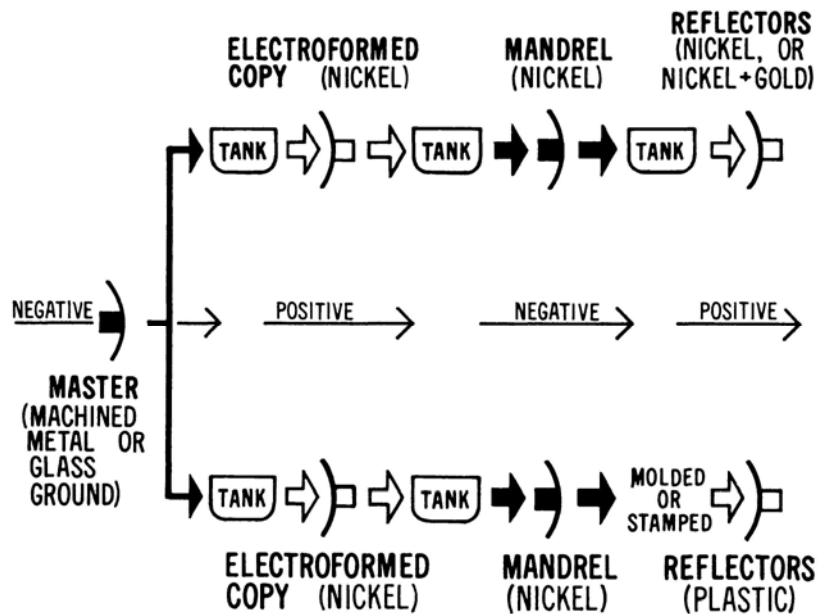 ELECTROFORMED
COPY (NICKEL)
MANDREL
(NICKEL)
REFLECTORS
(NICKEL, OR
NICKEL+GOLD)
TANK
TANK
TANK
NEGATIVE
POSITIVE
NEGATIVE
POSITIVE
MASTER
(MACHINED
METAL OR
GLASS
GROUND)
TANK
TANK
MOLDED
OR
STAMPED
ELECTROFORMED
COPY (NICKEL)
MANDREL
(NICKEL)
REFLECTORS
(PLASTIC)